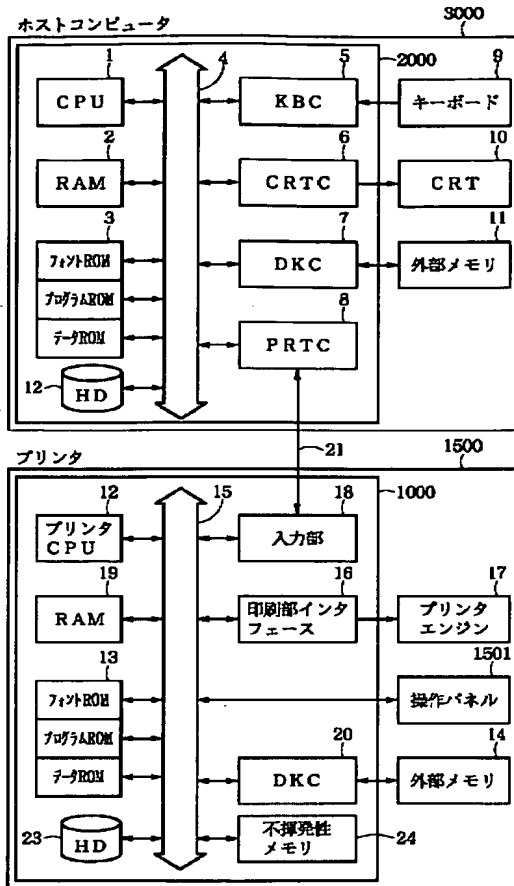 ホストコンピュータ
3000
2000
1
4
5
9
CPU
KBC
キーボード
2
6
10
RAM
CRTC
CRT
3
7
11
フォントROM
DKC
外部メモリ
プログラムROM
8
データROM
PRTC
12
HD
21
プリンタ
1500
1000
12
15
18
プリンタ
CPU
入力部
19
16
17
RAM
印刷部インタ
フェース
プリンタ
エンジン
13
1501
フォントROM
操作パネル
プログラムROM
20
14
データROM
DKC
外部メモリ
23
HD
不揮発性
メモリ
24